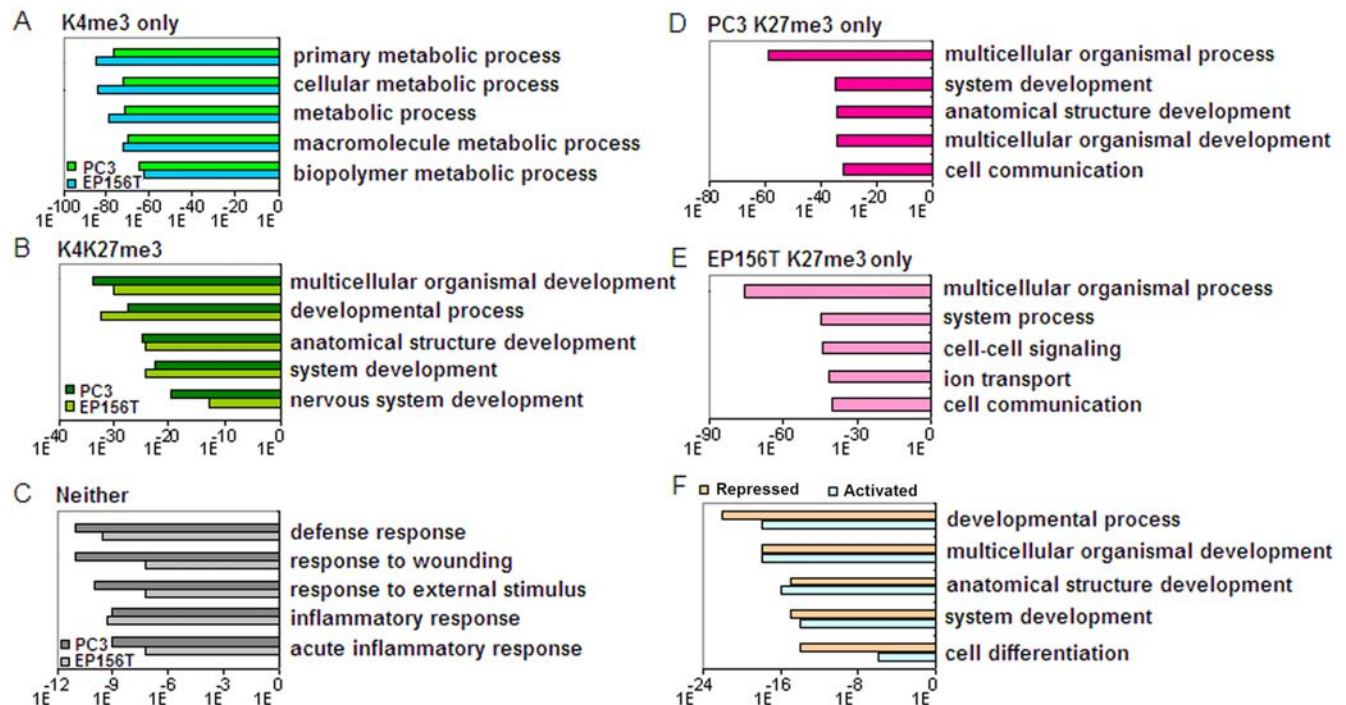 A K4me3 only
primary metabolic process
cellular metabolic process
metabolic process
macromolecule metabolic process
biopolymer metabolic process
PC3
EP156T
1E-100 1E-80 1E-60 1E-40 1E-20 1E0
B K4K27me3
multicellular organismal development
developmental process
anatomical structure development
system development
nervous system development
PC3
EP156T
1E-40 1E-30 1E-20 1E-10 1E0
C Neither
defense response
response to wounding
response to external stimulus
inflammatory response
acute inflammatory response
PC3
EP156T
1E-12 1E-9 1E-6 1E-3 1E0
D PC3 K27me3 only
multicellular organismal process
system development
anatomical structure development
multicellular organismal development
cell communication
1E-80 1E-60 1E-40 1E-20 1E0
E EP156T K27me3 only
multicellular organismal process
system process
cell-cell signaling
ion transport
cell communication
1E-90 1E-60 1E-30 1E0
F Repressed Activated
developmental process
multicellular organismal development
anatomical structure development
system development
cell differentiation
1E-24 1E-16 1E-8 1E0